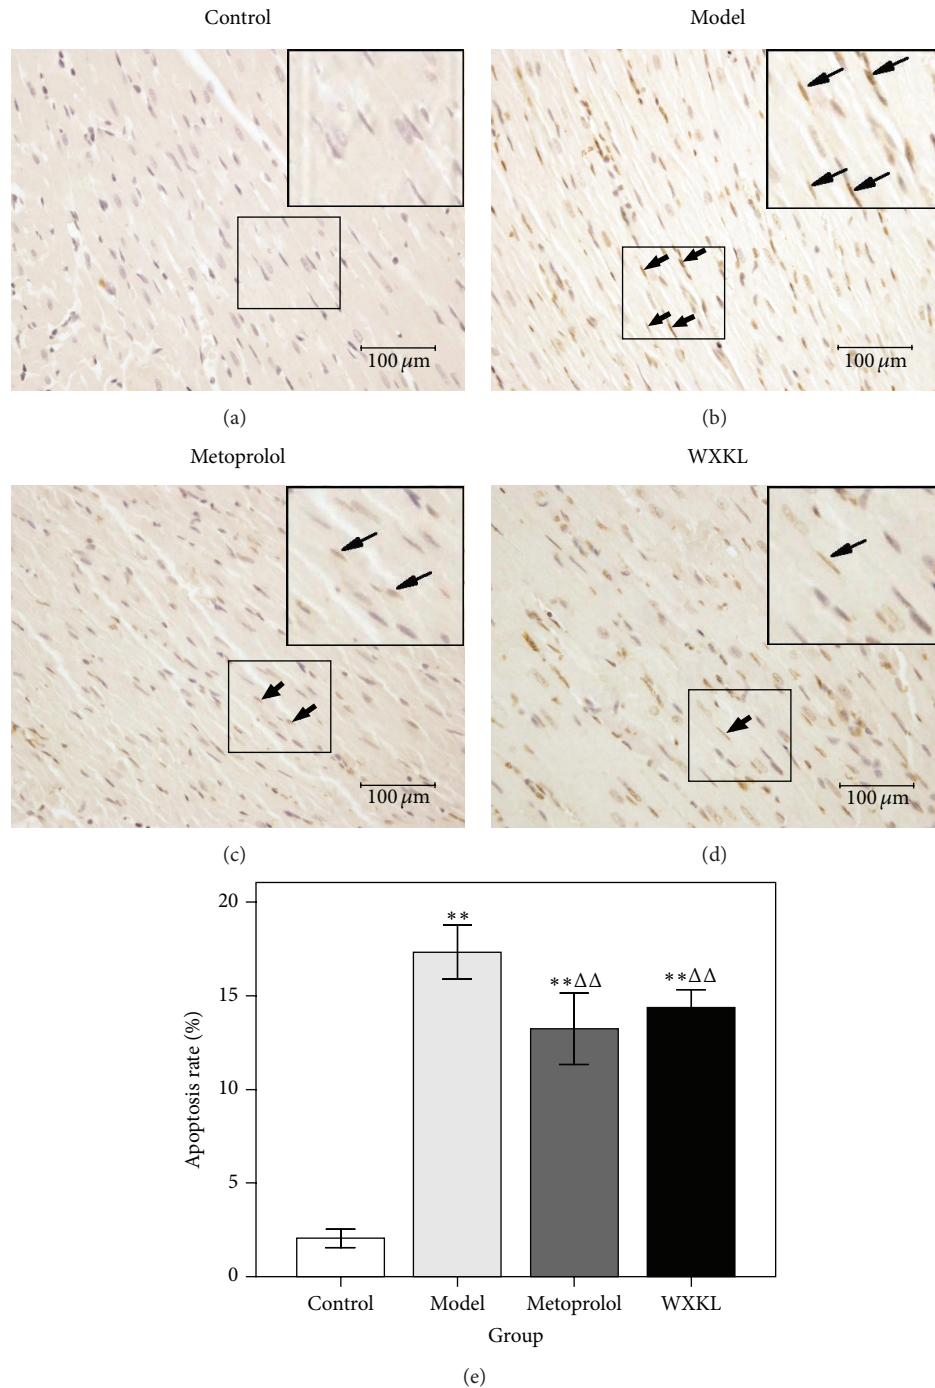 Control
Model
100 μm
100 μm
(a)
(b)
Metoprolol
WXKL
100 μm
100 μm
(c)
(d)
20
15
10
5
0
Apoptosis rate (%)
**
**ΔΔ
**ΔΔ
Control
Model
Metoprolol
WXKL
Group
(e)